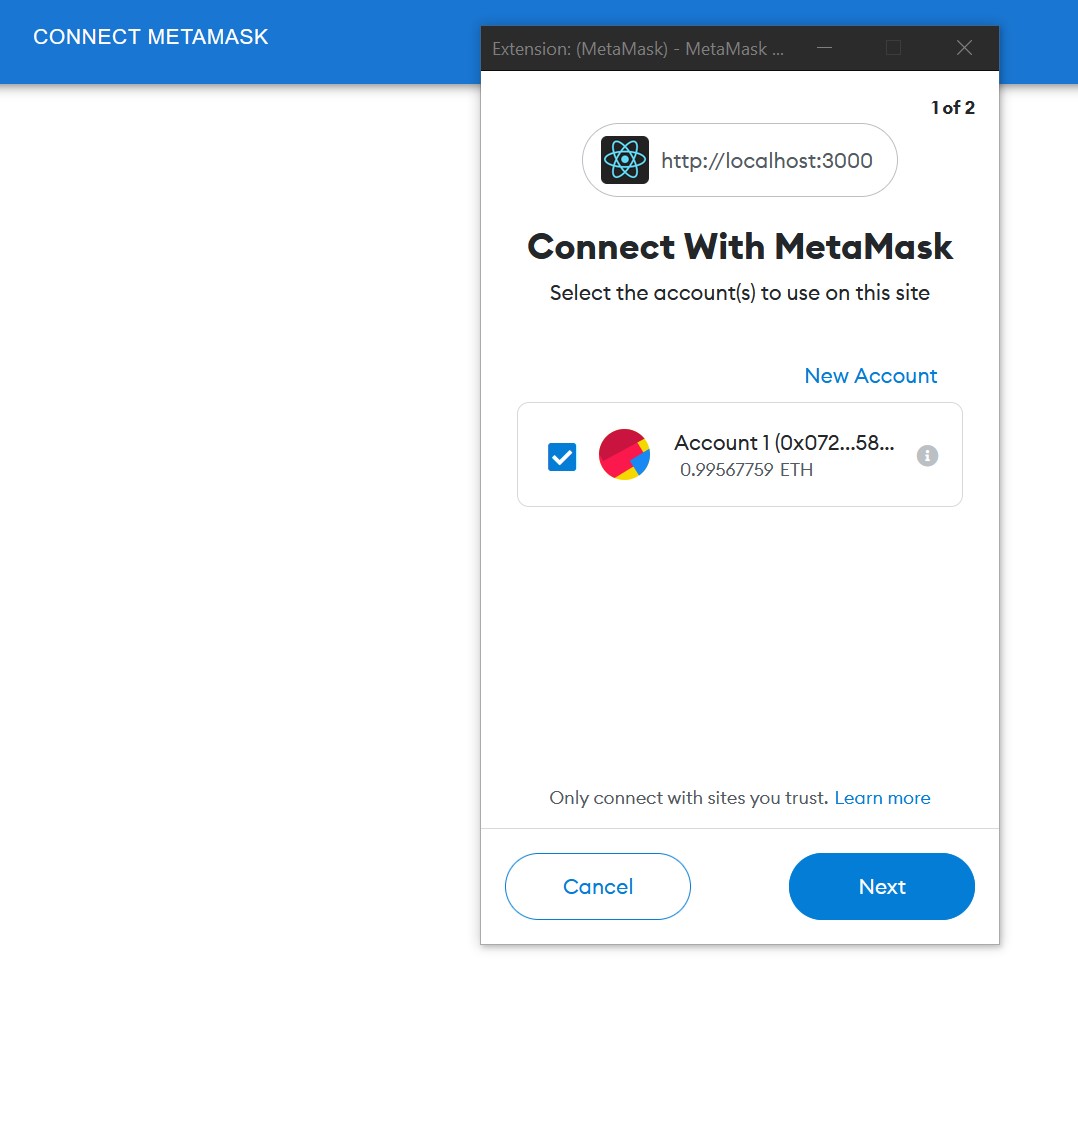 CONNECT METAMASK
Extension: (MetaMask) - MetaMask ...
1 of 2
http://localhost:3000
Connect With MetaMask
Select the account(s) to use on this site
New Account
Account 1 (0x072...58...
0.99567759 ETH
Only connect with sites you trust. Learn more
Cancel
Next